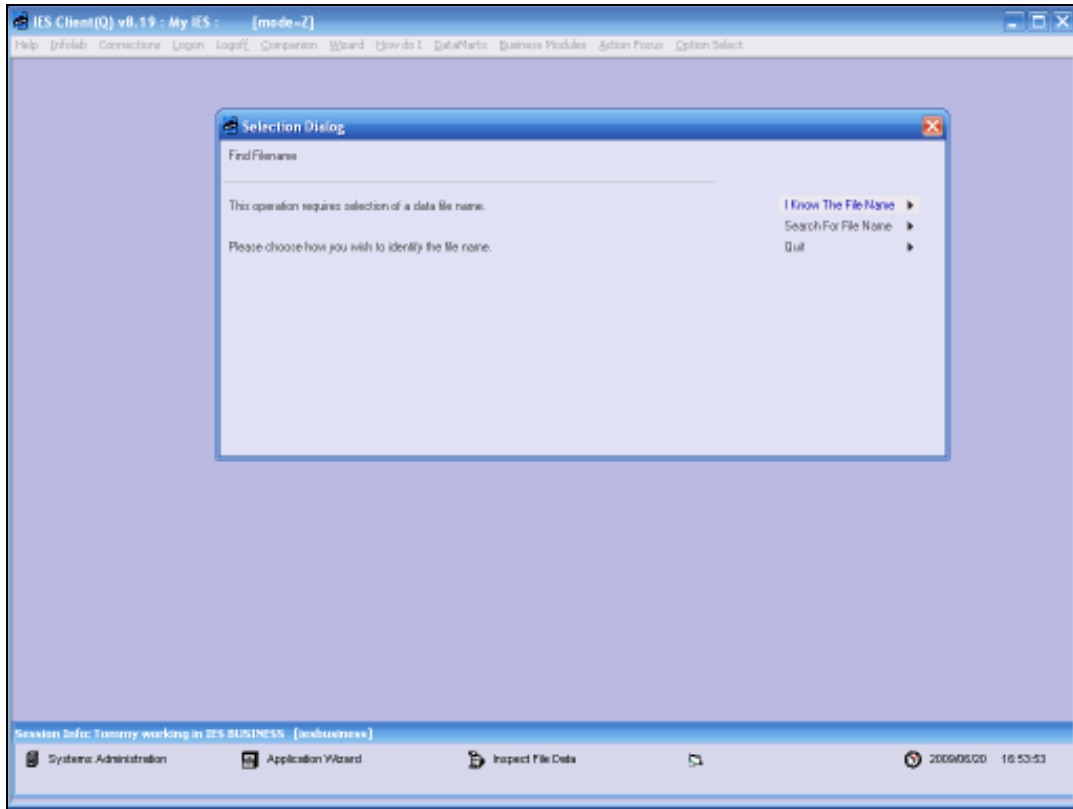 IES Client(Q) v8.19 : My IES : [mode=Z]
Help Infolab Connections Logon Logoff Companion Wizard How do I DataMarts Business Modules Action Focus Option Select
Selection Dialog
Find Filename
This operation requires selection of a data file name.
Please choose how you wish to identify the file name.
I Know The File Name
Search For File Name
Quit
Session Info: Tommy working in IES BUSINESS [iesbusiness]
Systems Administration Application Wizard Inspect File Data 2009/06/20 16:53:53